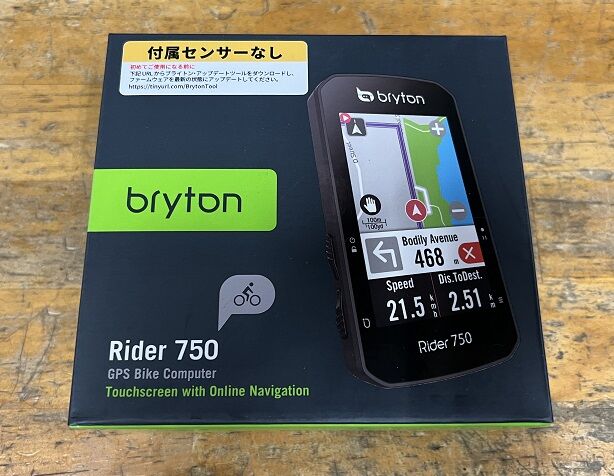 付属センサーなし
初めてご使用になる前に
下記URLからブライトン・アップデートツールをダウンロードし、
ファームウェアを最新の状態にアップデートしてください。
https://tinyurl.com/BrytonTool
bryton
bryton
Rider 750
GPS Bike Computer
Touchscreen with Online Navigation
100m
100yd
Bodily Avenue
468 m
Speed
Dis.ToDest.
21.5 km h
2.51 km
Rider 750